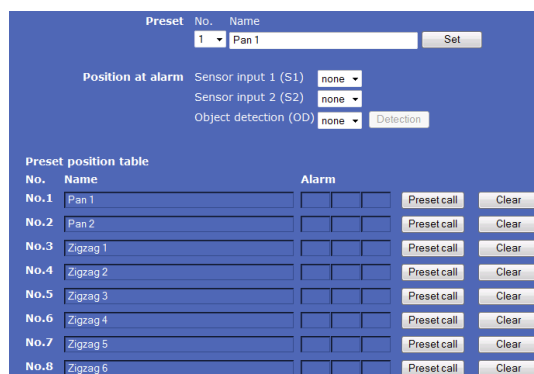 Preset No. Name
1 Pan 1 Set
Position at alarm Sensor input 1 (S1) none
Sensor input 2 (S2) none
Object detection (OD) none Detection
Preset position table
No. Name Alarm
No.1 Pan 1 Preset call Clear
No.2 Pan 2 Preset call Clear
No.3 Zigzag 1 Preset call Clear
No.4 Zigzag 2 Preset call Clear
No.5 Zigzag 3 Preset call Clear
No.6 Zigzag 4 Preset call Clear
No.7 Zigzag 5 Preset call Clear
No.8 Zigzag 6 Preset call Clear